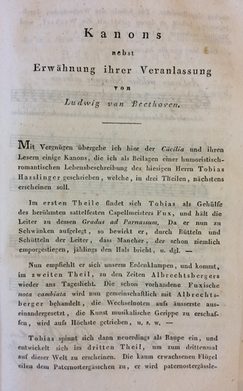 Kanons
nebst
Erwähnung ihrer Veranlassung
von
Ludwig van Beethoven.
Mit Vergnügen übergebe ich hier der Cäcilia und ihren
Lesern einige Kanons, die ich als Beilagen einer humoristisch-
romantischen Lebensbeschreibung des hiesigen Herrn Tobias
Hasslinger geschrieben, welche, in drei Theilen, nächstens
erscheinen soll.
Im ersten Theile findet sich Tobias als Gehülfe
des berühmten sattelfesten Capellmeisters Fux, und hält die
Leiter zu dessen Gradus ad Parnassum. Da er nun zu
Schwänken aufgelegt, so bewirkt er, durch Rütteln und
Schütteln der Leiter, dass Mancher, der schon ziemlich
emporgestiegen, jählings den Hals bricht, u. dgl. —
Nun empfiehlt er sich unserm Erdenklumpen, und kommt,
im zweiten Theil, zu den Zeiten Albrechtsberger
wieder ans Tageslicht. Die schon vorhandene Fuxische
nota cambiata wird nun gemeinschaftlich mit Albrechts-
berger behandelt, die Wechselnoten aufs äusserste aus-
einandergesetzt, die Kunst musikalische Gerippe zu erschaf-
fen, wird aufs Höchste getrieben, u. s. w. —
Tobias spinnt sich dann neuerdings als Raupe ein, und
entwickelt sich im dritten Theil, um zum drittenmal
auf dieser Welt zu erscheinen. Die kaum erwachsenen Flügel
eilen dem Paternostergässchen zu, er wird paternostergässle-